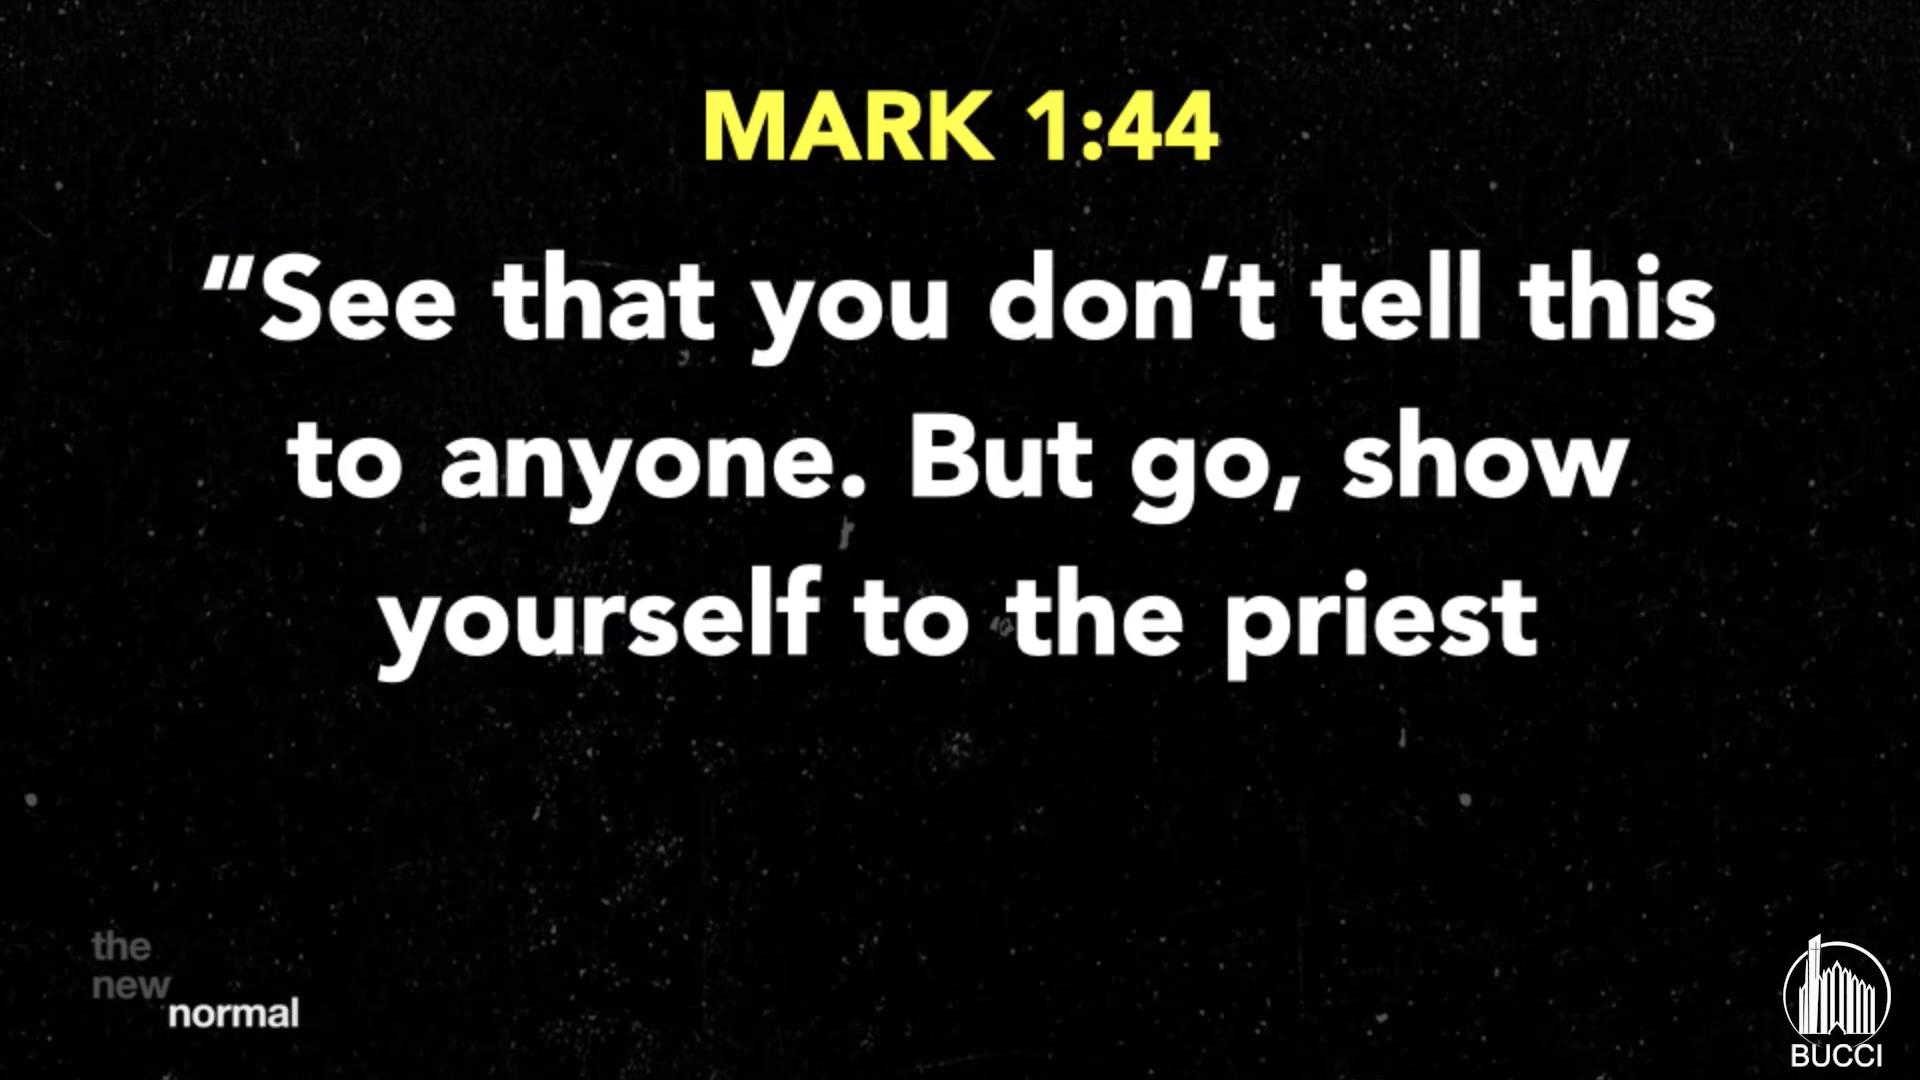 MARK 1:44
“See that you don’t tell this
to anyone. But go, show
yourself to the priest
the
new
normal
BUCCI